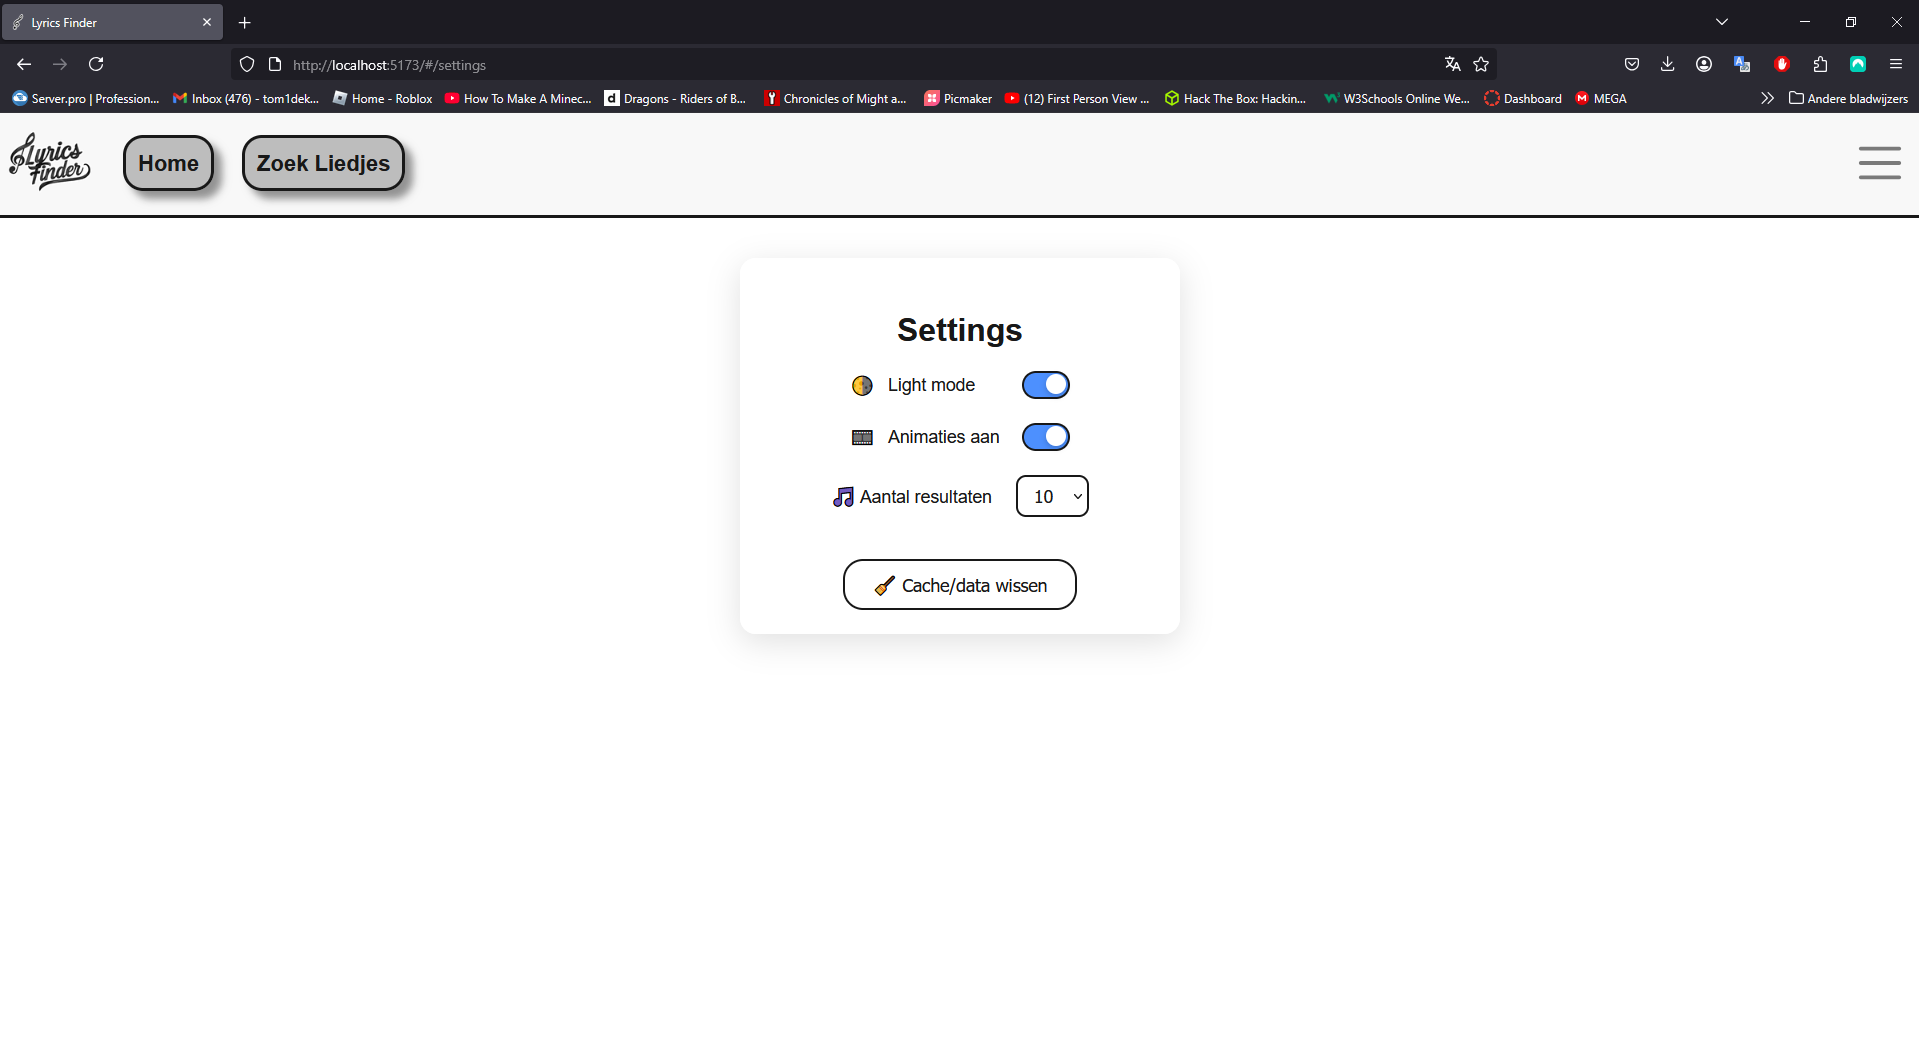 Lyrics Finder
http://localhost:5173/#/settings
Server.pro | Profession... Inbox (476) - tom1dek... Home - Roblox How To Make A Minec... Dragons - Riders of B... Chronicles of Might a... Picmaker (12) First Person View ... Hack The Box: Hackin... W3Schools Online We... Dashboard MEGA Andere bladwijzers
Lyrics
Finder
Home Zoek Liedjes
Settings
Light mode
Animaties aan
Aantal resultaten 10
Cache/data wissen